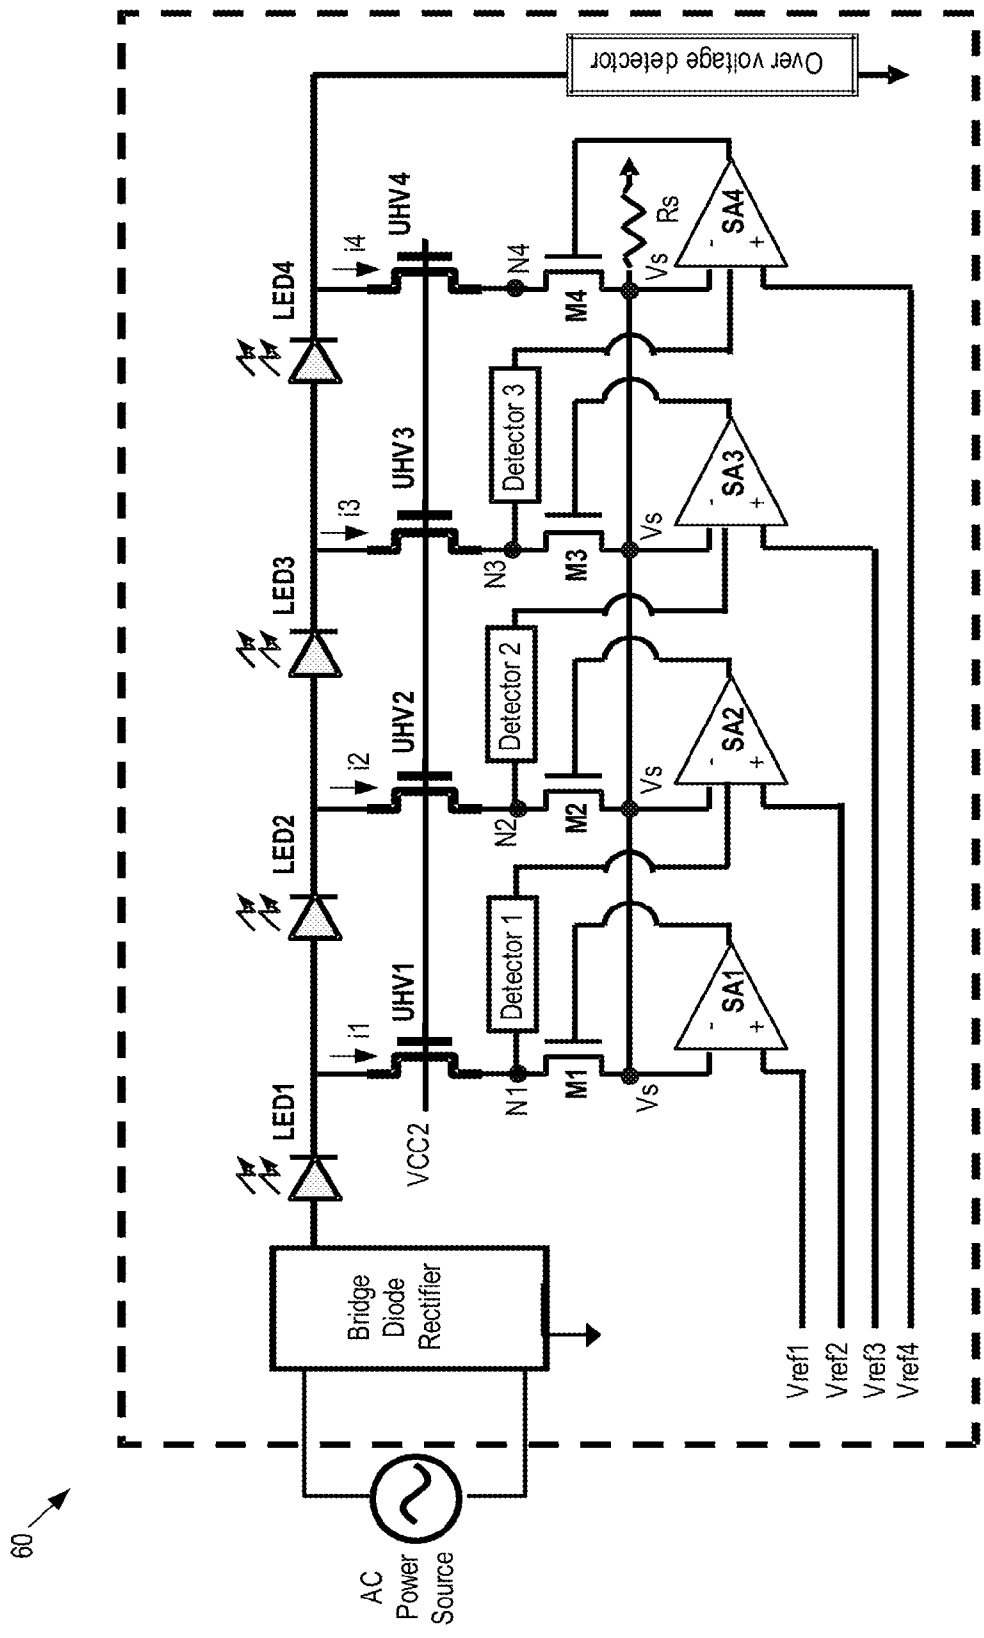 60
AC
Power
Source
Bridge
Diode
Rectifier
LED1
LED2
LED3
LED4
i1
i2
i3
i4
UHV1
UHV2
UHV3
UHV4
VCC2
N1
Detector 1
N2
Detector 2
N3
Detector 3
N4
M1
M2
M3
M4
Vs
Vs
Vs
Vs
Rs
- SA1 +
- SA2 +
- SA3 +
- SA4 +
Vref1
Vref2
Vref3
Vref4
Over voltage detector